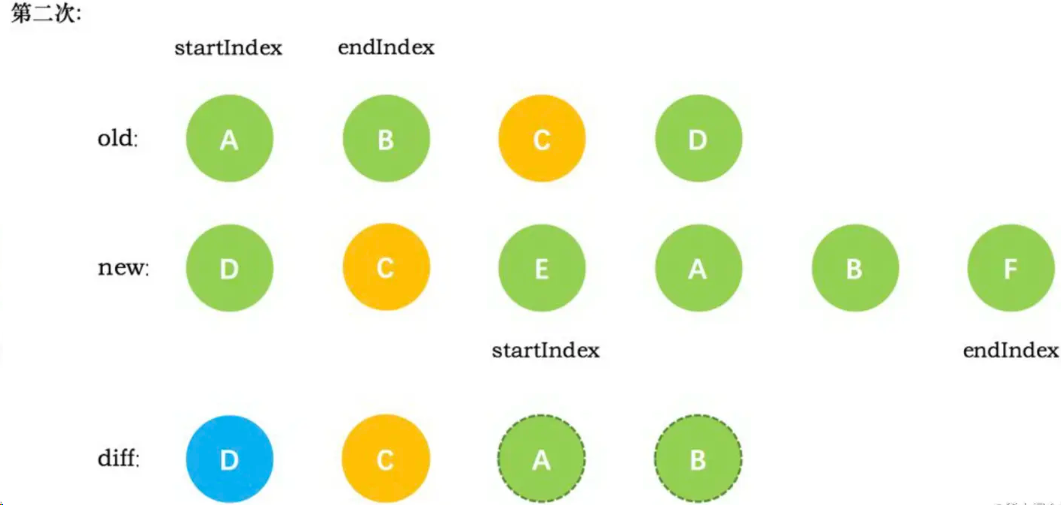 第二次:
startIndex endIndex
old: A B C D
new: D C E A B F
startIndex endIndex
diff: D C A B